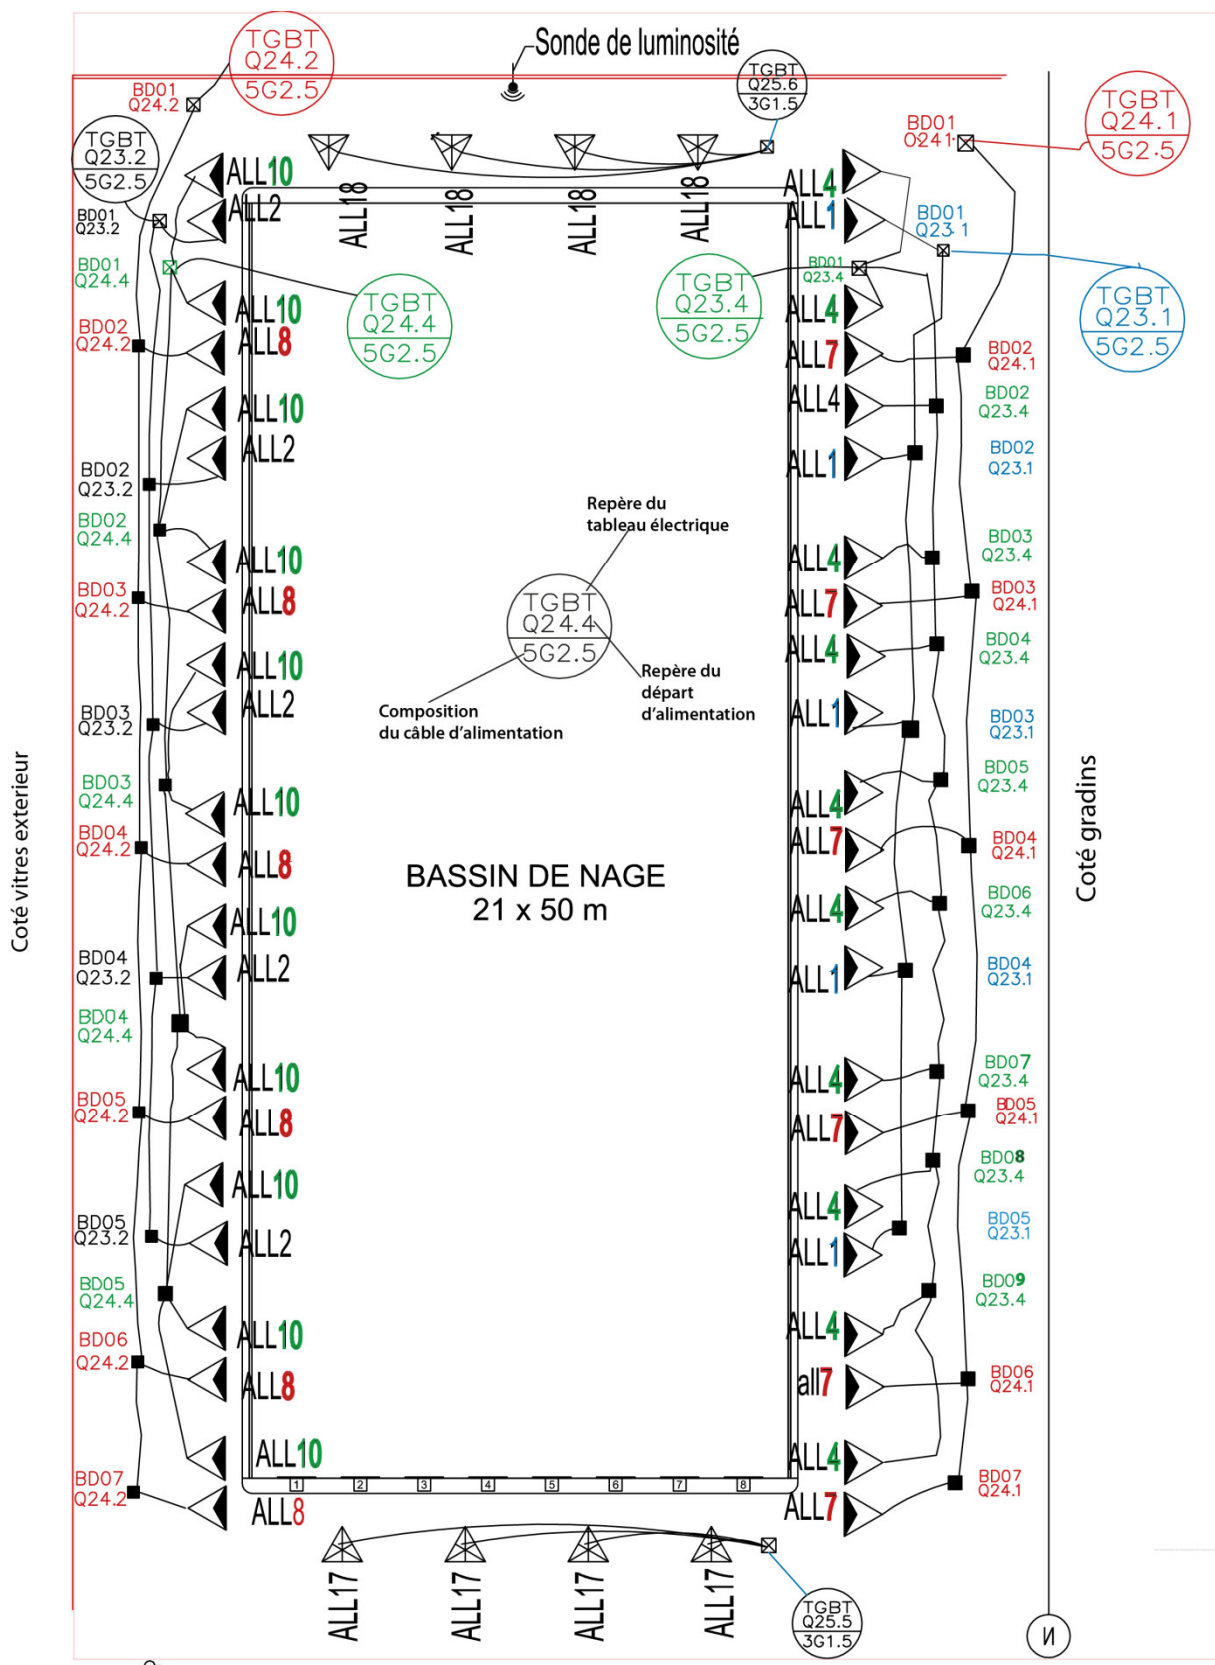 Sonde de luminosité
TGBT
Q24.2
5G2.5
BD01
Q24.2
TGBT
Q25.6
3G1.5
BD01
Q24.1
TGBT
Q24.1
5G2.5
TGBT
Q23.2
5G2.5
ALL18
ALL18
ALL18
ALL18
ALL10
ALL2
BD01
Q23.2
BD01
Q24.4
ALL10
BD02
Q24.2
ALL8
ALL10
ALL2
BD02
Q23.2
BD02
Q24.4
ALL10
BD03
Q24.2
ALL8
ALL10
ALL2
BD03
Q23.2
BD03
Q24.4
ALL10
BD04
Q24.2
ALL8
ALL10
BD04
Q23.2
ALL2
BD04
Q24.4
ALL10
BD05
Q24.2
ALL8
ALL10
BD05
Q23.2
ALL2
BD05
Q24.4
ALL10
BD06
Q24.2
ALL8
ALL10
BD07
Q24.2
ALL8
TGBT
Q24.4
5G2.5
TGBT
Q23.4
5G2.5
Repère du
tableau électrique
TGBT
Q24.4
5G2.5
Repère du
départ
d'alimentation
Composition
du câble d'alimentation
BASSIN DE NAGE
21 x 50 m
ALL4
ALL1
BD01
Q23.1
BD01
Q23.4
TGBT
Q23.1
5G2.5
ALL4
ALL7
BD02
Q24.1
ALL4
BD02
Q23.4
ALL1
BD02
Q23.1
ALL4
BD03
Q23.4
ALL7
BD03
Q24.1
ALL4
BD04
Q23.4
ALL1
BD03
Q23.1
ALL4
BD05
Q23.4
ALL7
BD04
Q24.1
ALL4
BD06
Q23.4
ALL1
BD04
Q23.1
ALL4
BD07
Q23.4
ALL7
BD05
Q24.1
BD08
Q23.4
ALL4
BD05
Q23.1
ALL1
BD09
Q23.4
ALL4
all7
BD06
Q24.1
ALL4
BD07
Q24.1
ALL7
1 2 3 4 5 6 7 8
ALL17
ALL17
ALL17
ALL17
TGBT
Q25.5
3G1.5
Coté vitres exterieur
Coté gradins
N